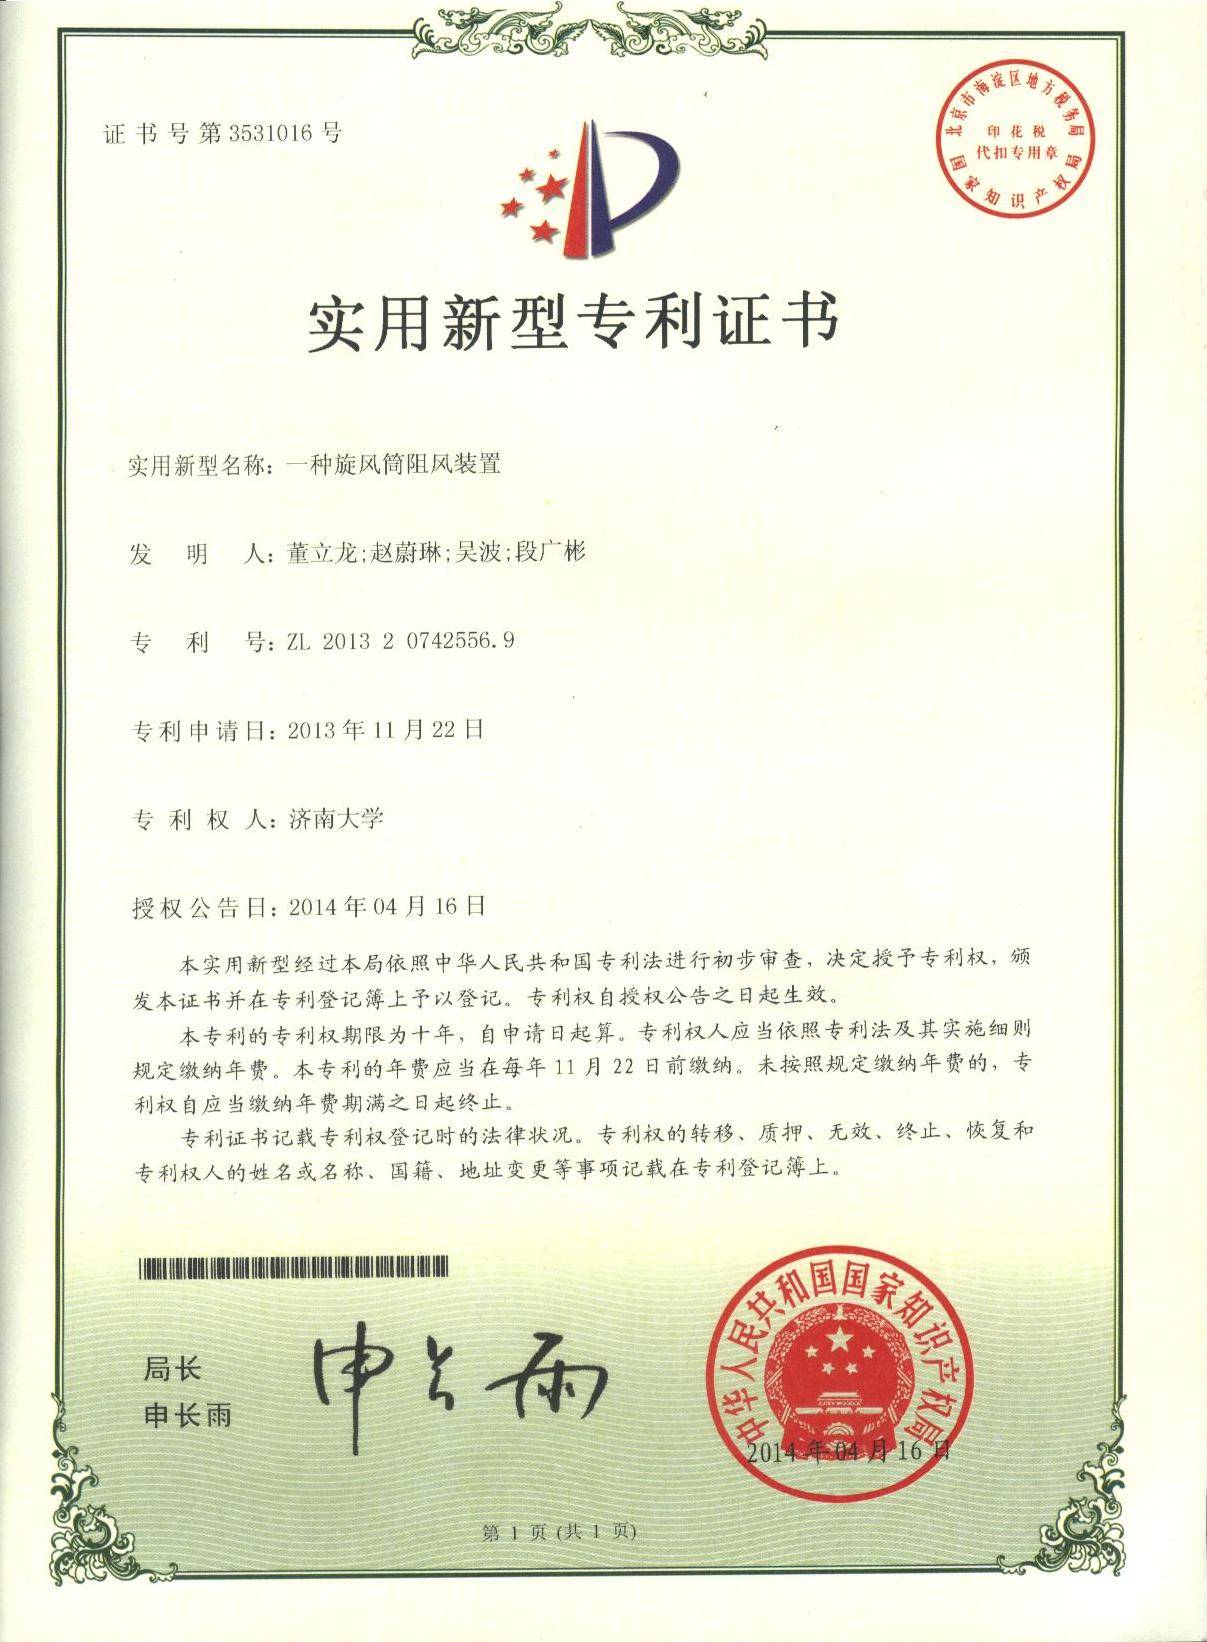 证书号第3531016号
北京市海淀区地方税务局
印花税
代扣专用章
国家知识产权局
实用新型专利证书
实用新型名称：一种旋风筒阻风装置
发明人：董立龙;赵蔚琳;吴波;段广彬
专利号：ZL 2013 2 0742556.9
专利申请日：2013年11月22日
专利权人：济南大学
授权公告日：2014年04月16日
本实用新型经过本局依照中华人民共和国专利法进行初步审查，决定授予专利权，颁
发本证书并在专利登记簿上予以登记。专利权自授权公告之日起生效。
本专利的专利权期限为十年，自申请日起算。专利权人应当依照专利法及其实施细则
规定缴纳年费。本专利的年费应当在每年11月22日前缴纳。未按照规定缴纳年费的，专
利权自应当缴纳年费期满之日起终止。
专利证书记载专利权登记时的法律状况。专利权的转移、质押、无效、终止、恢复和
专利权人的姓名或名称、国籍、地址变更等事项记载在专利登记簿上。
局长
申长雨
申长雨
中华人民共和国国家知识产权局
2014年04月16日
第1页(共1页)